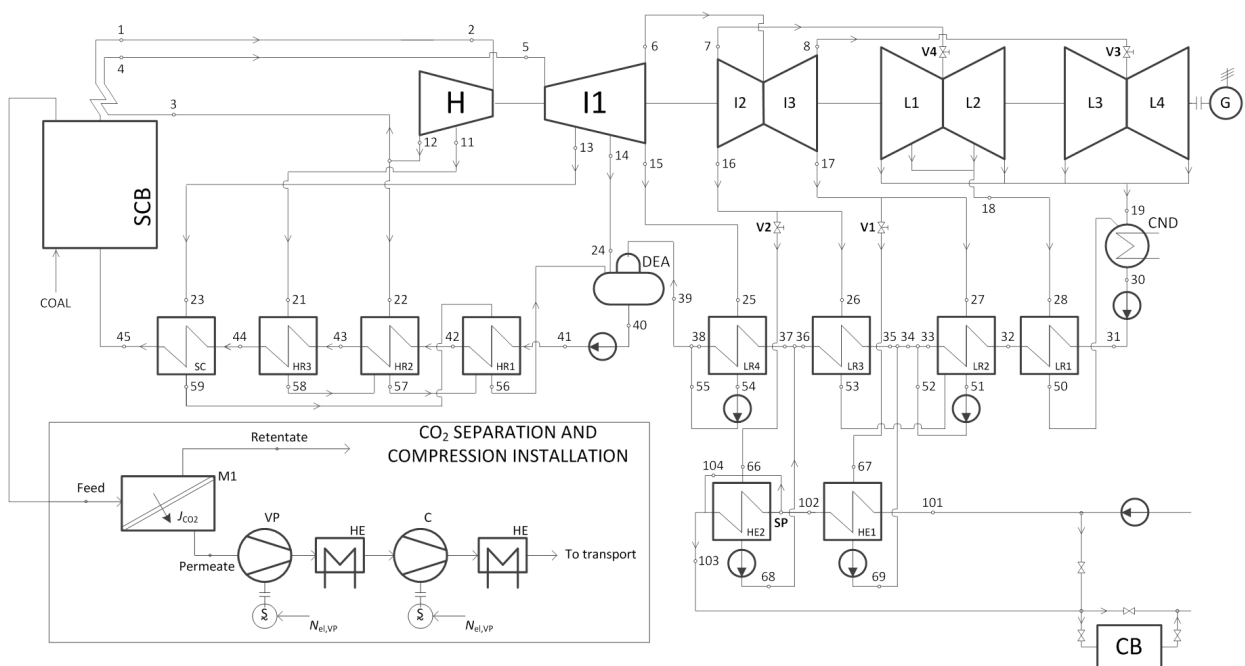 1
2
4
5
3
6
7
8
15
16
17
18
19
V4
V3
H
I1
I2
I3
L1
L2
L3
L4
G
12
11
13
14
SCB
COAL
24
DEA
39
40
V2
V1
CND
30
23
21
22
25
26
27
28
45
44
43
42
41
38
37
36
35
34
33
32
31
SC
HR3
HR2
HR1
LR4
LR3
LR2
LR1
59
58
57
56
55
54
53
52
51
50
CO2 SEPARATION AND
COMPRESSION INSTALLATION
Retentate
Feed
M1
JCO2
Permeate
VP
HE
C
HE
To transport
S
~
Nel,VP
S
~
Nel,VP
104
66
67
SP
102
101
HE2
HE1
103
68
69
CB